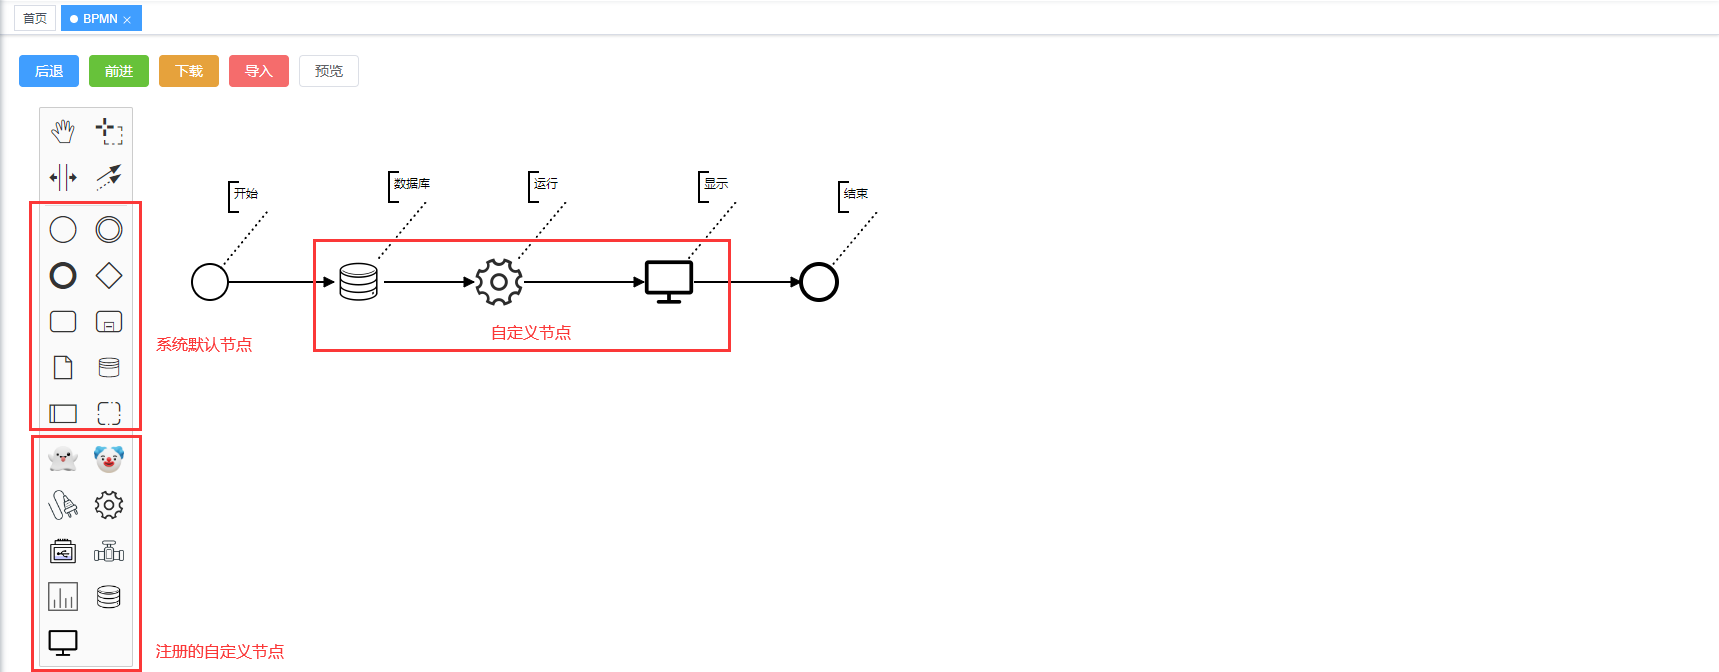 首页
BPMN
后退
前进
下载
导入
预览
开始
数据库
运行
显示
结束
自定义节点
系统默认节点
注册的自定义节点